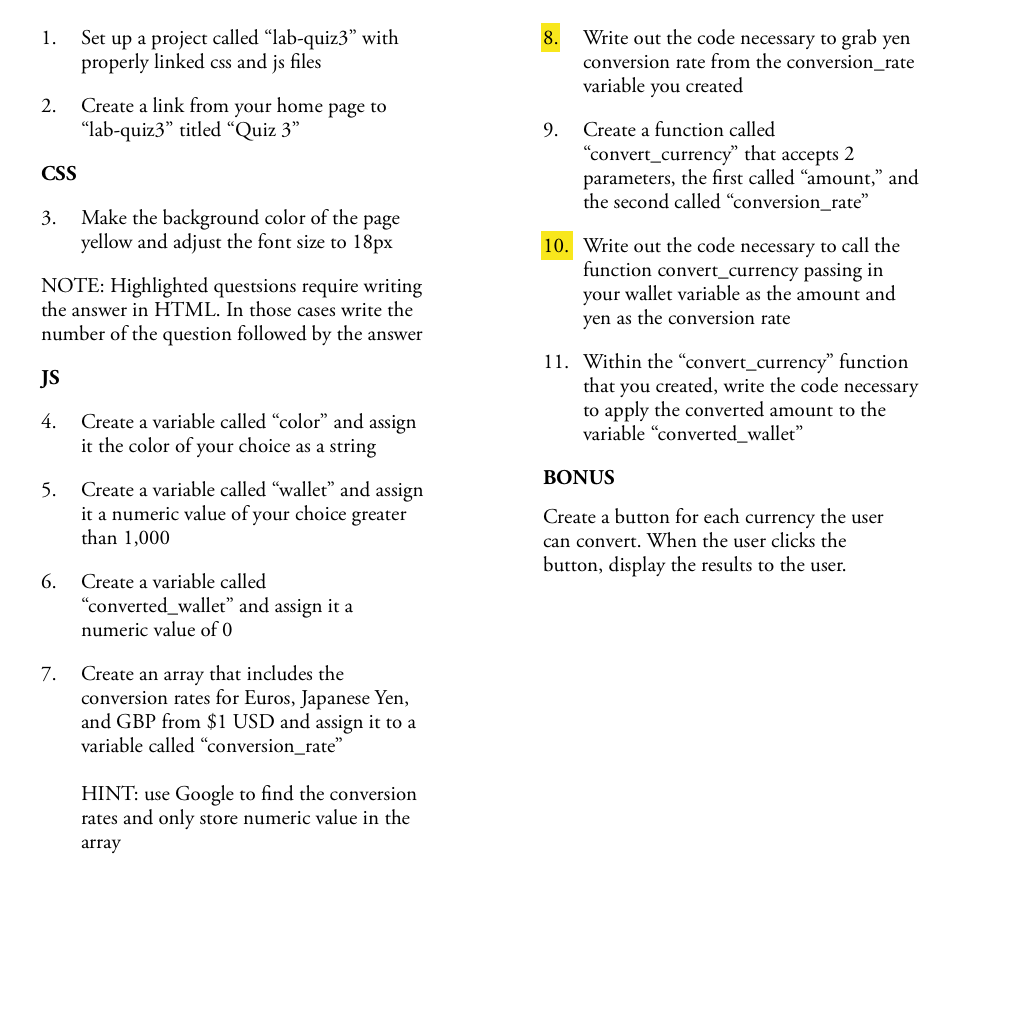 1. Set up a project called “lab-quiz3” with
properly linked css and js files
2. Create a link from your home page to
“lab-quiz3” titled “Quiz 3”
CSS
3. Make the background color of the page
yellow and adjust the font size to 18px
NOTE: Highlighted questsions require writing
the answer in HTML. In those cases write the
number of the question followed by the answer
JS
4. Create a variable called “color” and assign
it the color of your choice as a string
5. Create a variable called “wallet” and assign
it a numeric value of your choice greater
than 1,000
6. Create a variable called
“converted_wallet” and assign it a
numeric value of 0
7. Create an array that includes the
conversion rates for Euros, Japanese Yen,
and GBP from $1 USD and assign it to a
variable called “conversion_rate”
HINT: use Google to find the conversion
rates and only store numeric value in the
array
8. Write out the code necessary to grab yen
conversion rate from the conversion_rate
variable you created
9. Create a function called
“convert_currency” that accepts 2
parameters, the first called “amount,” and
the second called “conversion_rate”
10. Write out the code necessary to call the
function convert_currency passing in
your wallet variable as the amount and
yen as the conversion rate
11. Within the “convert_currency” function
that you created, write the code necessary
to apply the converted amount to the
variable “converted_wallet”
BONUS
Create a button for each currency the user
can convert. When the user clicks the
button, display the results to the user.